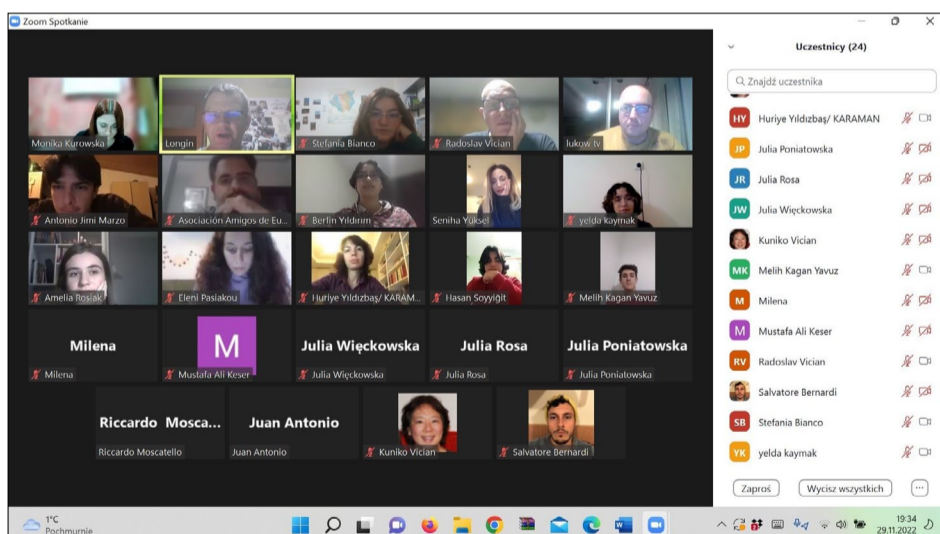 Zoom Spotkanie
Monika Kurowska
Longin
Stefania Bianco
Radoslav Vician
lukow tv
Antonio Jimi Marzo
Asociación Amigos de Eu...
Berfin Yıldırım
Seniha Yüksel
yelda kaymak
Amelia Rosiak
Eleni Pasiakou
Huriye Yıldızbaş/ KARAM...
Hasan Soyyiğit
Melih Kagan Yavuz
Milena
Milena
M
Mustafa Ali Keser
Julia Więckowska
Julia Więckowska
Julia Rosa
Julia Rosa
Julia Poniatowska
Julia Poniatowska
Riccardo Mosca...
Riccardo Moscatello
Juan Antonio
Juan Antonio
Kuniko Vician
Salvatore Bernardi
Uczestnicy (24)
Znajdź uczestnika
HY Huriye Yıldızbaş/ KARAMAN
JP Julia Poniatowska
JR Julia Rosa
JW Julia Więckowska
Kuniko Vician
MK Melih Kagan Yavuz
M Milena
M Mustafa Ali Keser
RV Radoslav Vician
Salvatore Bernardi
SB Stefania Bianco
YK yelda kaymak
Zaproś Wycisz wszystkich ...
1°C
Pochmurnie
19:34
29.11.2022